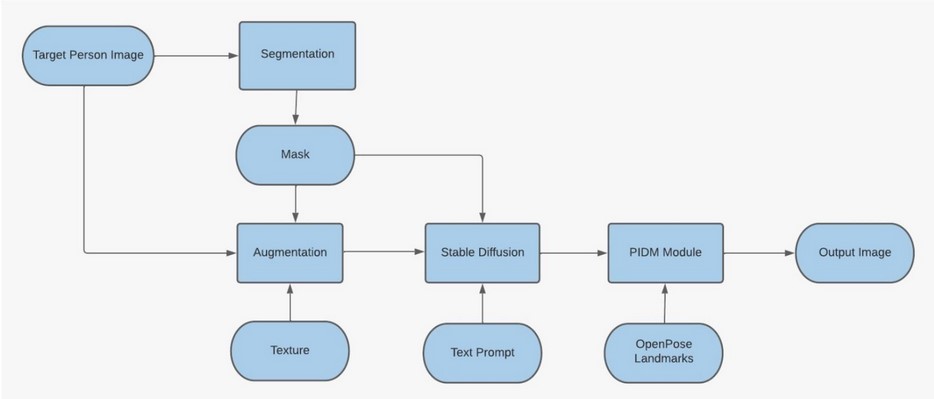 Target Person Image
Segmentation
Mask
Augmentation
Stable Diffusion
PIDM Module
Output Image
Texture
Text Prompt
OpenPose
Landmarks